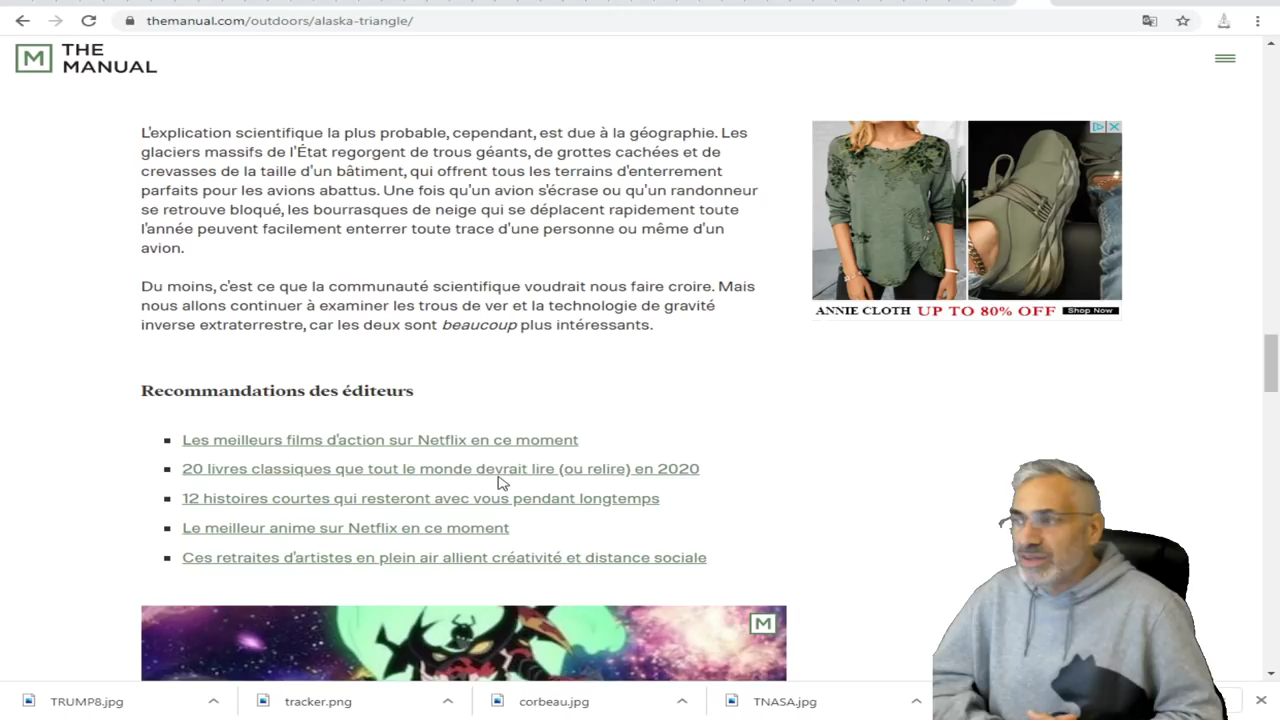 themanual.com/outdoors/alaska-triangle/
M
THE
MANUAL
L'explication scientifique la plus probable, cependant, est due à la géographie. Les
glaciers massifs de l'État regorgent de trous géants, de grottes cachées et de
crevasses de la taille d'un bâtiment, qui offrent tous les terrains d'enterrement
parfaits pour les avions abattus. Une fois qu'un avion s'écrase ou qu'un randonneur
se retrouve bloqué, les bourrasques de neige qui se déplacent rapidement toute
l'année peuvent facilement enterrer toute trace d'une personne ou même d'un
avion.
Du moins, c'est ce que la communauté scientifique voudrait nous faire croire. Mais
nous allons continuer à examiner les trous de ver et la technologie de gravité
inverse extraterrestre, car les deux sont beaucoup plus intéressants.
ANNIE CLOTH UP TO 80% OFF Shop Now
Recommandations des éditeurs
Les meilleurs films d'action sur Netflix en ce moment
20 livres classiques que tout le monde devrait lire (ou relire) en 2020
12 histoires courtes qui resteront avec vous pendant longtemps
Le meilleur anime sur Netflix en ce moment
Ces retraites d'artistes en plein air allient créativité et distance sociale
M
TRUMP8.jpg
tracker.png
corbeau.jpg
TNASA.jpg